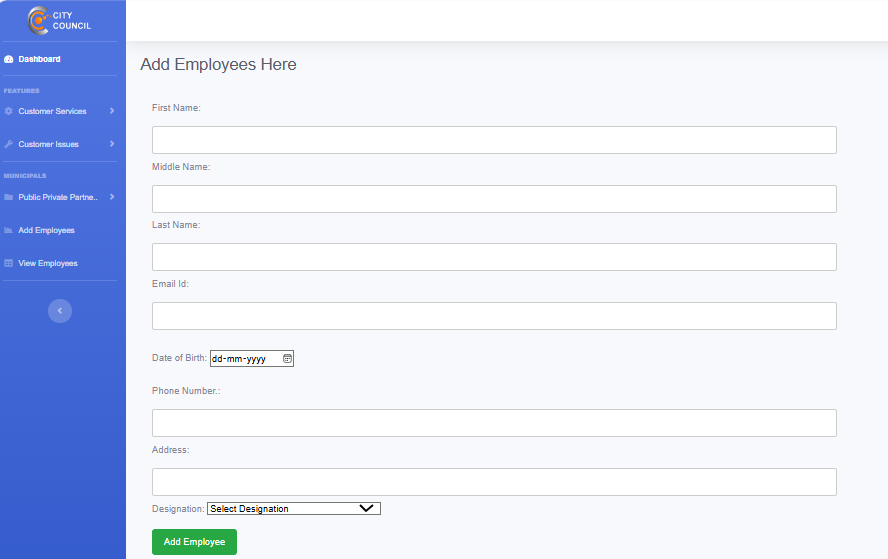 CITY
COUNCIL
Dashboard
FEATURES
Customer Services
Customer Issues
MUNICIPALS
Public Private Partne..
Add Employees
View Employees
Add Employees Here
First Name:
Middle Name:
Last Name:
Email Id:
Date of Birth: dd-mm-yyyy
Phone Number.:
Address:
Designation: Select Designation
Add Employee